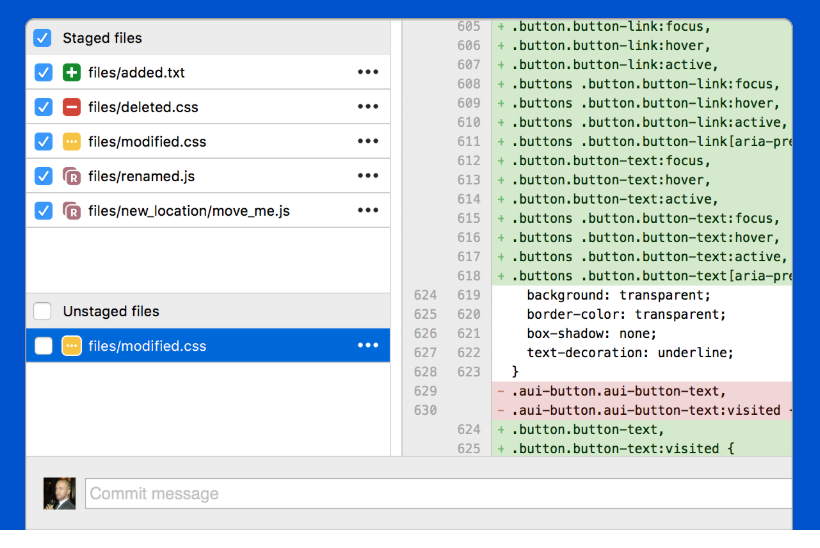 Staged files
files/added.txt
files/deleted.css
files/modified.css
R files/renamed.js
R files/new_location/move_me.js
Unstaged files
files/modified.css
605 + .button.button-link:focus,
606 + .button.button-link:hover,
607 + .button.button-link:active,
608 + .buttons .button.button-link:focus,
609 + .buttons .button.button-link:hover,
610 + .buttons .button.button-link:active,
611 + .buttons .button.button-link[aria-pre
612 + .button.button-text:focus,
613 + .button.button-text:hover,
614 + .button.button-text:active,
615 + .buttons .button.button-text:focus,
616 + .buttons .button.button-text:hover,
617 + .buttons .button.button-text:active,
618 + .buttons .button.button-text[aria-pre
624 619 background: transparent;
625 620 border-color: transparent;
626 621 box-shadow: none;
627 622 text-decoration: underline;
628 623 }
629 - .aui-button.aui-button-text,
630 - .aui-button.aui-button-text:visited {
624 + .button.button-text,
625 + .button.button-text:visited {
Commit message